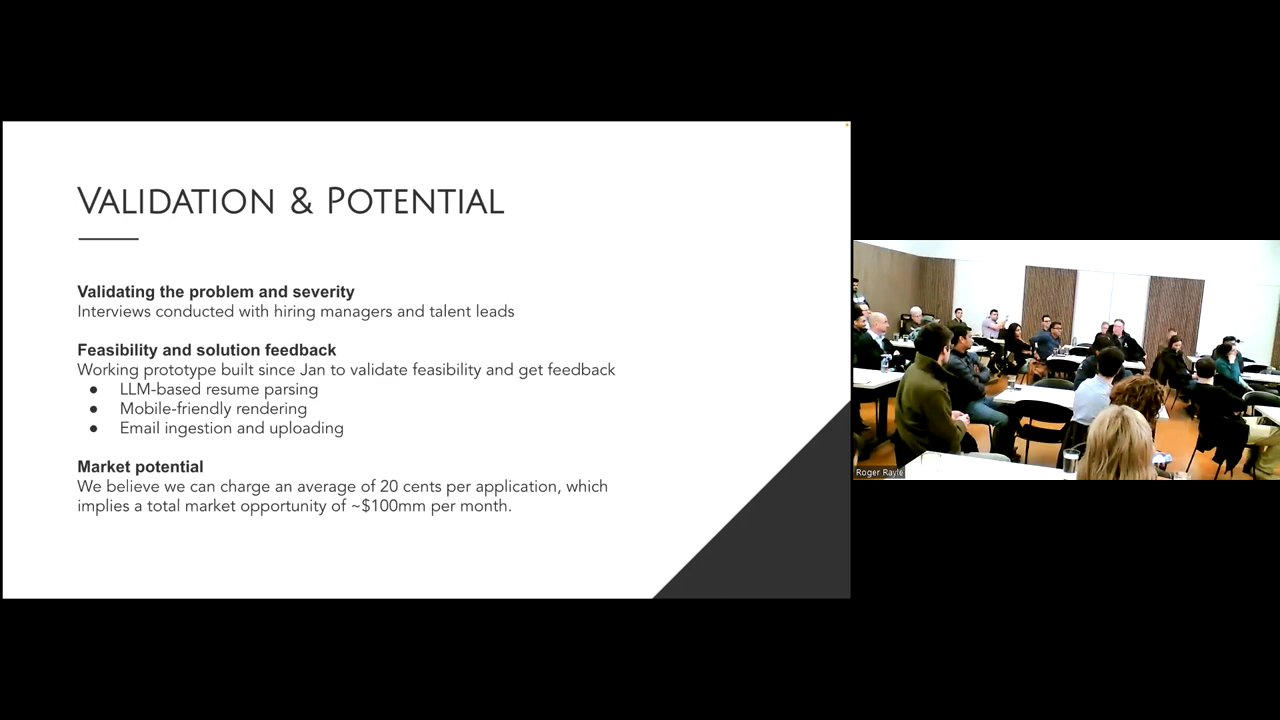 VALIDATION & POTENTIAL
Validating the problem and severity
Interviews conducted with hiring managers and talent leads
Feasibility and solution feedback
Working prototype built since Jan to validate feasibility and get feedback
● LLM-based resume parsing
● Mobile-friendly rendering
● Email ingestion and uploading
Market potential
We believe we can charge an average of 20 cents per application, which
implies a total market opportunity of ~$100mm per month.
Roger Rayle